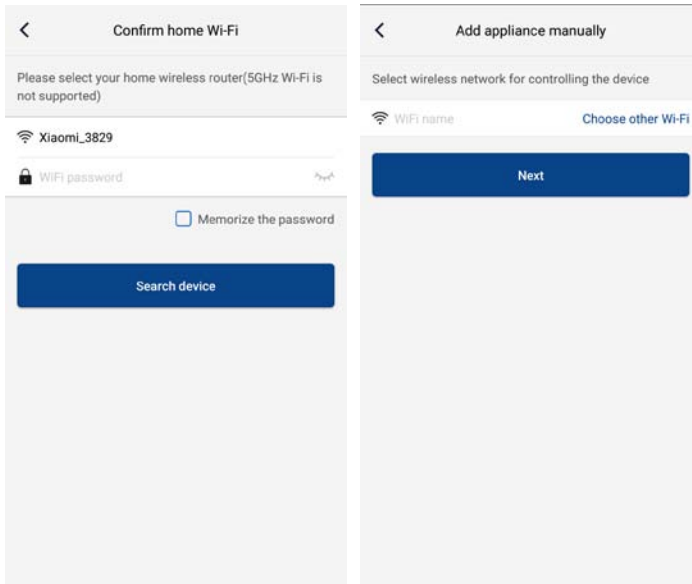 Confirm home Wi-Fi
Please select your home wireless router(5GHz Wi-Fi is
not supported)
Xiaomi_3829
WiFi password
Memorize the password
Search device
Add appliance manually
Select wireless network for controlling the device
WiFi name
Choose other Wi-Fi
Next